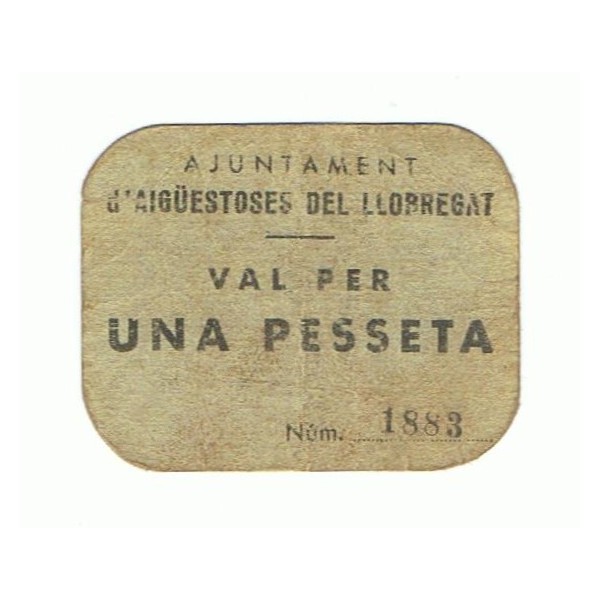 AJUNTAMENT
d'AIGÜESTOSES DEL LLOBREGAT
VAL PER
UNA PESSETA
Núm. 1883